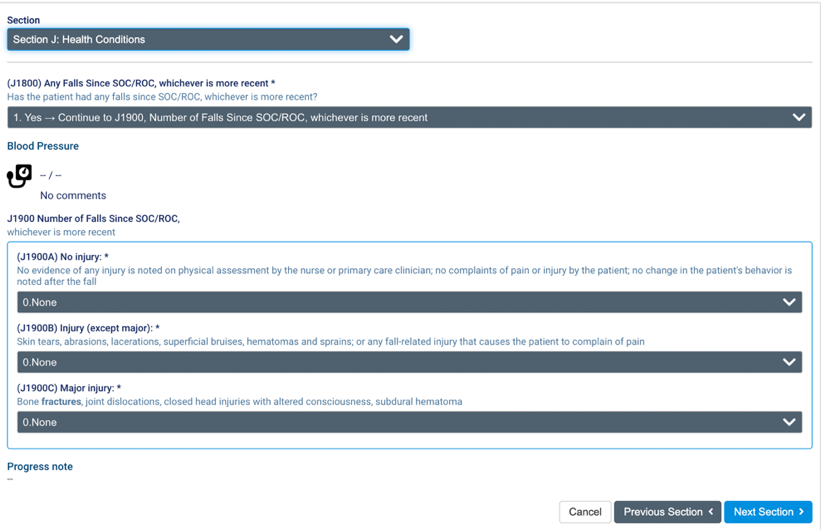 Section
Section J: Health Conditions
(J1800) Any Falls Since SOC/ROC, whichever is more recent *
Has the patient had any falls since SOC/ROC, whichever is more recent?
1. Yes → Continue to J1900, Number of Falls Since SOC/ROC, whichever is more recent
Blood Pressure
-- / --
No comments
J1900 Number of Falls Since SOC/ROC,
whichever is more recent
(J1900A) No injury: *
No evidence of any injury is noted on physical assessment by the nurse or primary care clinician; no complaints of pain or injury by the patient; no change in the patient's behavior is
noted after the fall
0.None
(J1900B) Injury (except major): *
Skin tears, abrasions, lacerations, superficial bruises, hematomas and sprains; or any fall-related injury that causes the patient to complain of pain
0.None
(J1900C) Major injury: *
Bone fractures, joint dislocations, closed head injuries with altered consciousness, subdural hematoma
0.None
Progress note
--
Cancel Previous Section < Next Section >